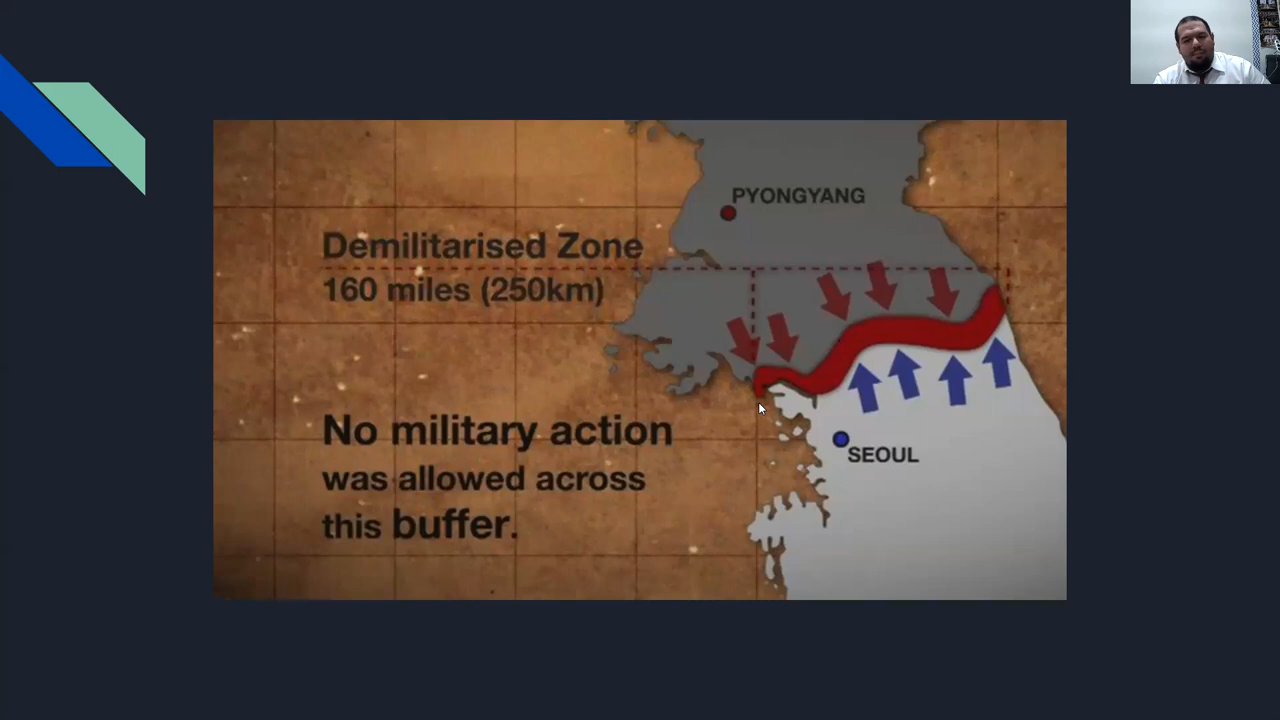 PYONGYANG
Demilitarised Zone
160 miles (250km)
No military action
was allowed across
this buffer.
SEOUL